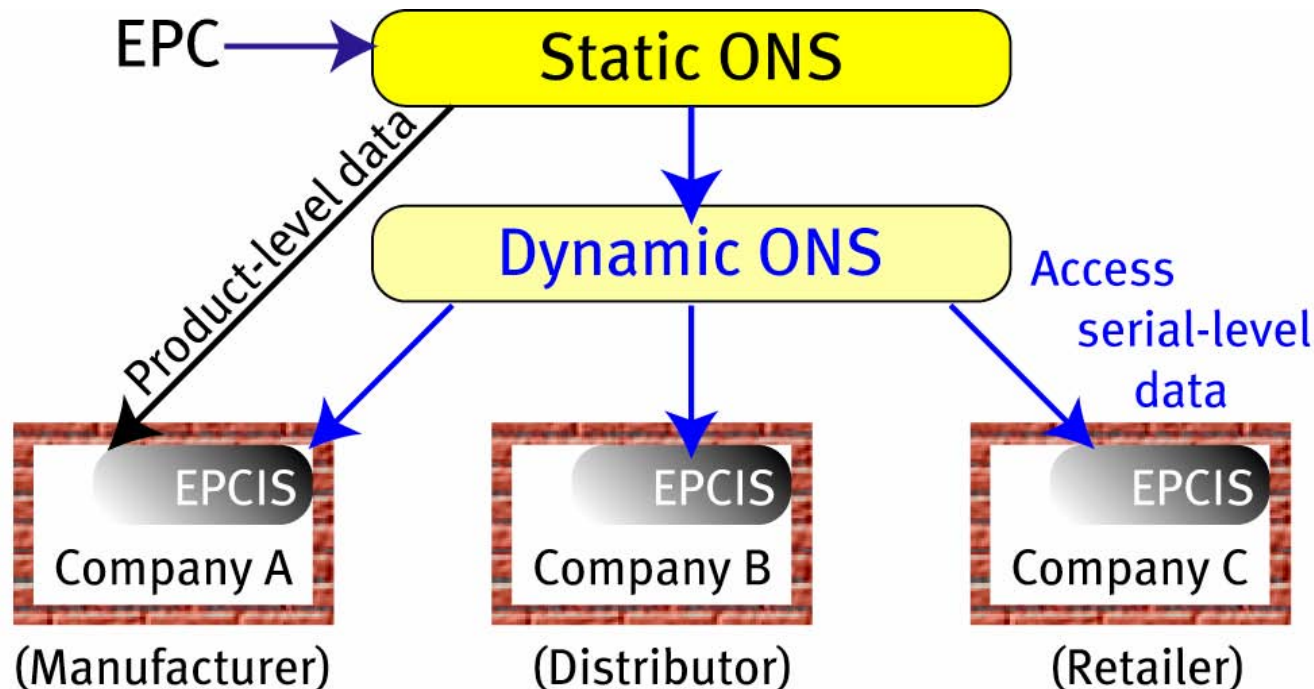 EPC
Static ONS
Product-level data
Dynamic ONS
Access
serial-level
data
EPCIS
Company A
(Manufacturer)
EPCIS
Company B
(Distributor)
EPCIS
Company C
(Retailer)